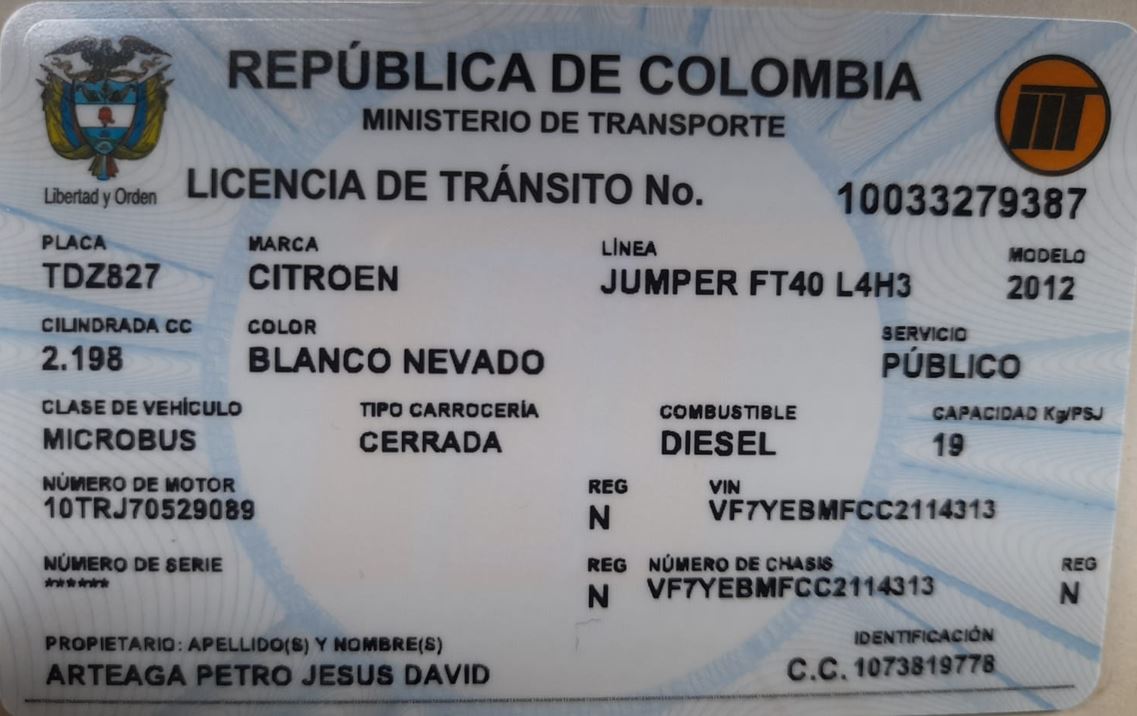 REPÚBLICA DE COLOMBIA
MINISTERIO DE TRANSPORTE
Libertad y Orden
LICENCIA DE TRÁNSITO No. 10033279387
PLACA MARCA LÍNEA MODELO
TDZ827 CITROEN JUMPER FT40 L4H3 2012
CILINDRADA CC COLOR SERVICIO
2.198 BLANCO NEVADO PÚBLICO
CLASE DE VEHÍCULO TIPO CARROCERÍA COMBUSTIBLE CAPACIDAD Kg/PSJ
MICROBUS CERRADA DIESEL 19
NÚMERO DE MOTOR REG VIN
10TRJ70529089 N VF7YEBMFCC2114313
NÚMERO DE SERIE REG NÚMERO DE CHASIS REG
****** N VF7YEBMFCC2114313 N
PROPIETARIO: APELLIDO(S) Y NOMBRE(S) IDENTIFICACIÓN
ARTEAGA PETRO JESUS DAVID C.C. 1073819778